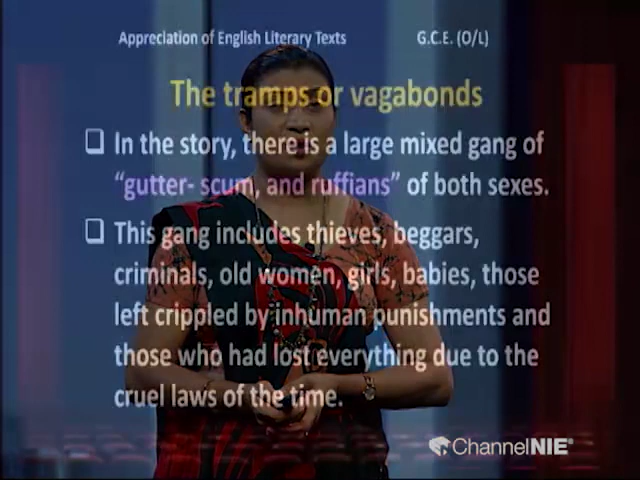 Appreciation of English Literary Texts G.C.E. (O/L)
The tramps or vagabonds
❑ In the story, there is a large mixed gang of
“gutter- scum, and ruffians” of both sexes.
❑ This gang includes thieves, beggars,
criminals, old women, girls, babies, those
left crippled by inhuman punishments and
those who had lost everything due to the
cruel laws of the time.
ChannelNIE